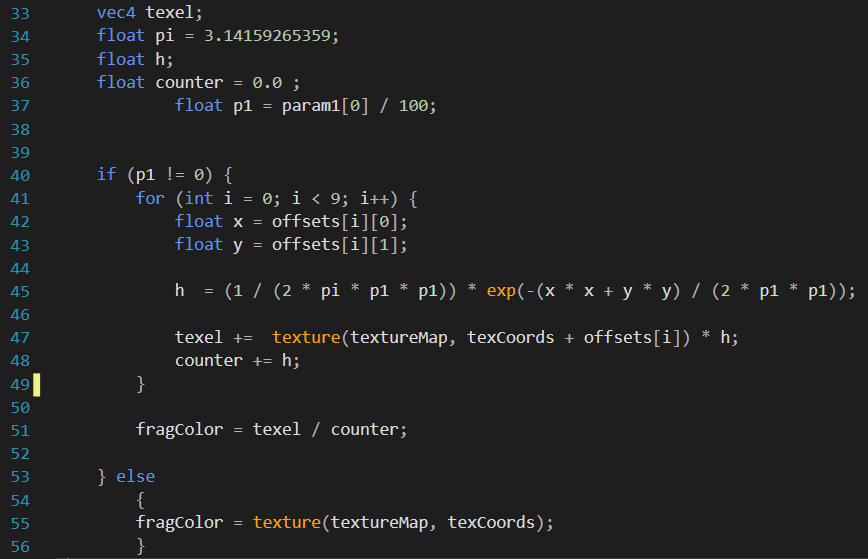 33 vec4 texel;
34 float pi = 3.14159265359;
35 float h;
36 float counter = 0.0 ;
37 float p1 = param1[0] / 100;
38
39
40 if (p1 != 0) {
41 for (int i = 0; i < 9; i++) {
42 float x = offsets[i][0];
43 float y = offsets[i][1];
44
45 h  = (1 / (2 * pi * p1 * p1)) * exp(-(x * x + y * y) / (2 * p1 * p1));
46
47 texel +=  texture(textureMap, texCoords + offsets[i]) * h;
48 counter += h;
49 }
50
51 fragColor = texel / counter;
52
53 } else
54 {
55 fragColor = texture(textureMap, texCoords);
56 }